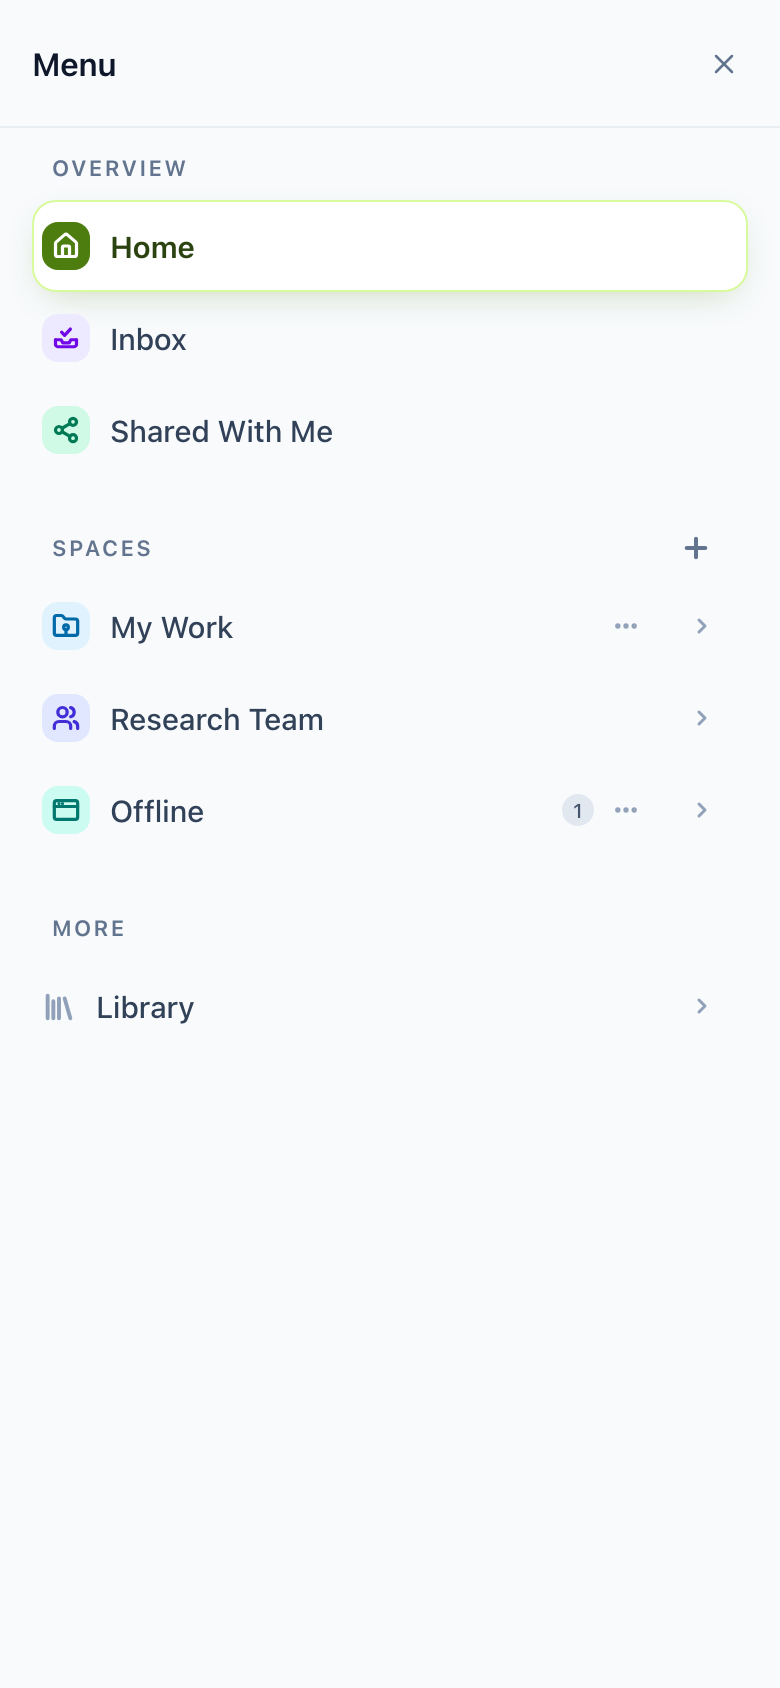 Menu
OVERVIEW
Home
Inbox
Shared With Me
SPACES
My Work
Research Team
Offline 1
MORE
Library